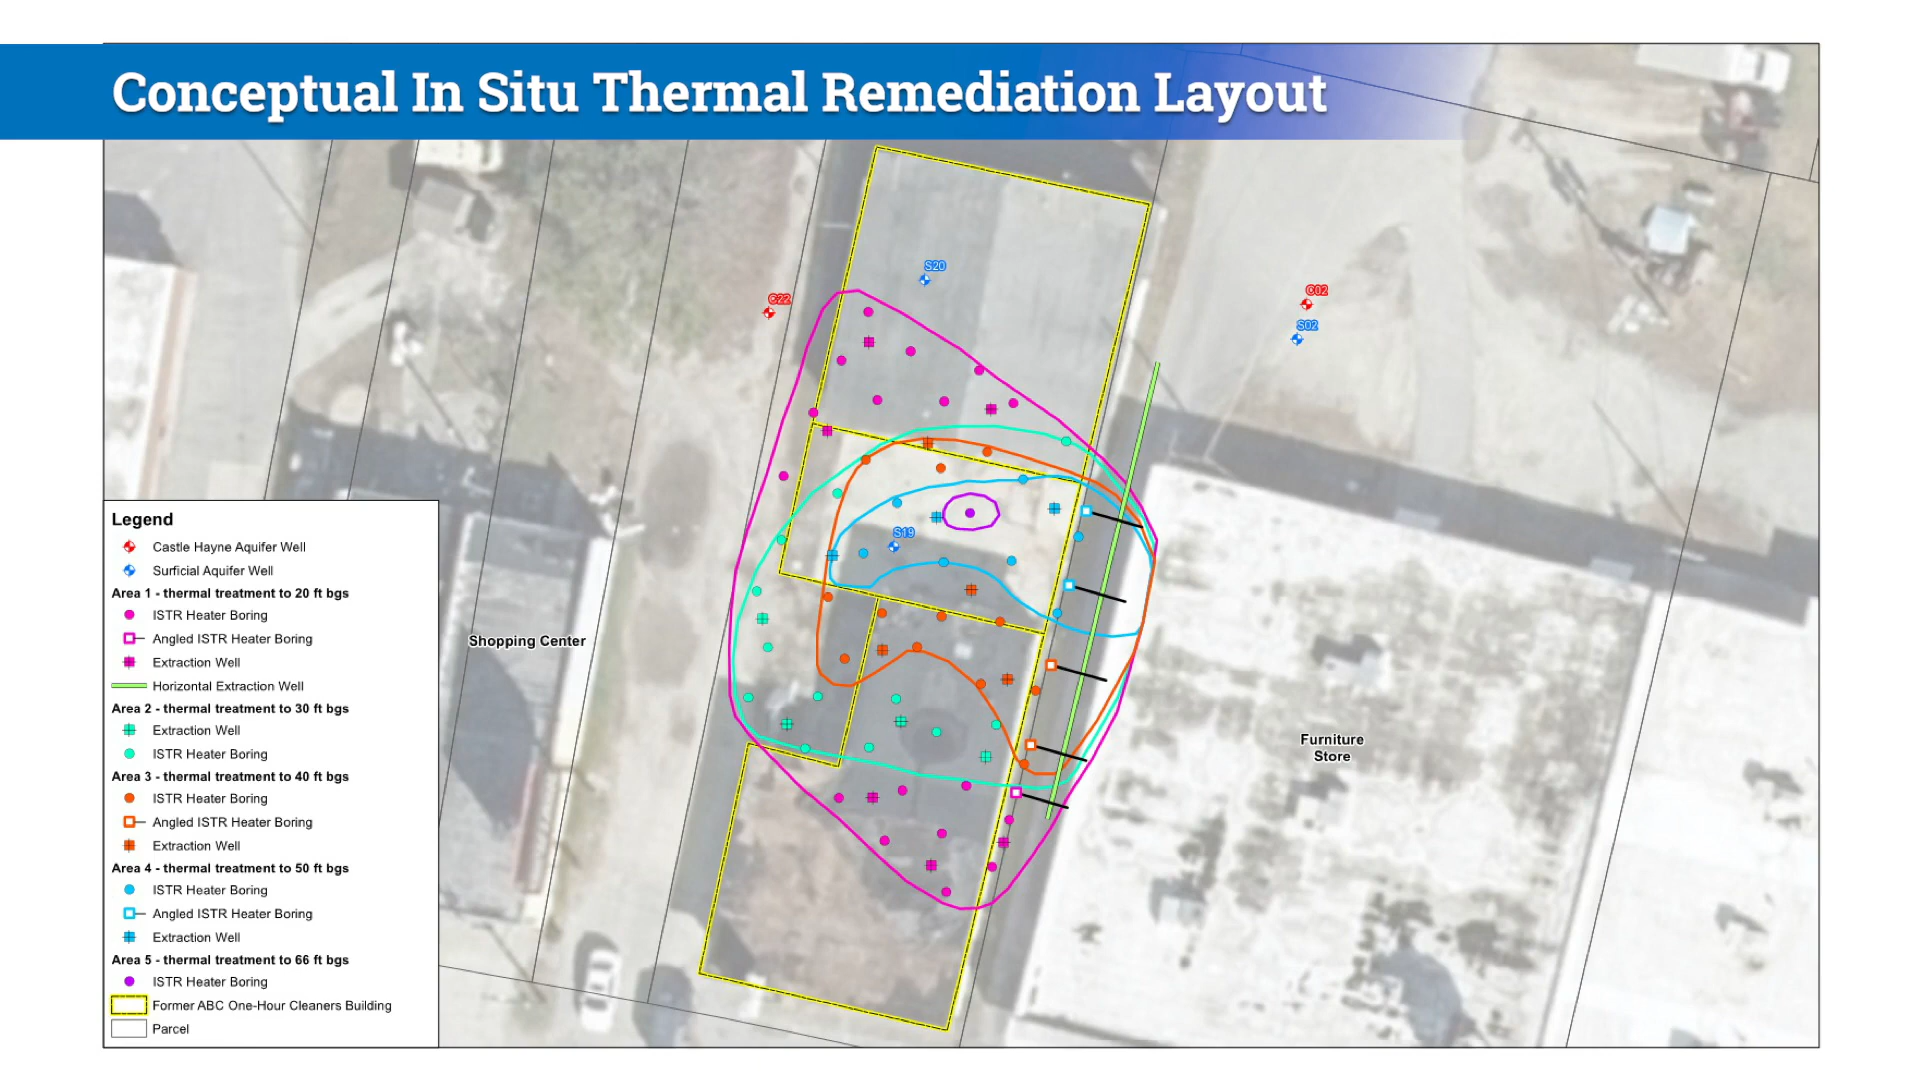 Conceptual In Situ Thermal Remediation Layout
S20
C22
C02
S02
S19
Shopping Center
Furniture
Store
Legend
Castle Hayne Aquifer Well
Surficial Aquifer Well
Area 1 - thermal treatment to 20 ft bgs
ISTR Heater Boring
Angled ISTR Heater Boring
Extraction Well
Horizontal Extraction Well
Area 2 - thermal treatment to 30 ft bgs
Extraction Well
ISTR Heater Boring
Area 3 - thermal treatment to 40 ft bgs
ISTR Heater Boring
Angled ISTR Heater Boring
Extraction Well
Area 4 - thermal treatment to 50 ft bgs
ISTR Heater Boring
Angled ISTR Heater Boring
Extraction Well
Area 5 - thermal treatment to 66 ft bgs
ISTR Heater Boring
Former ABC One-Hour Cleaners Building
Parcel